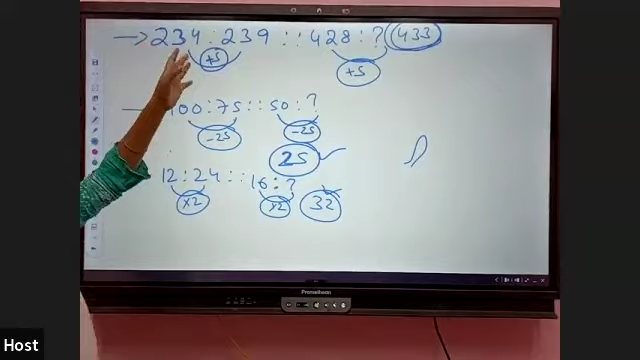 → 234 : 239 :: 428 : ? 433
+5 +5
100 : 75 :: 50 : ?
-25 -25
25
12 : 24 :: 16 : ?
×2 ×2 32
Promethean
Host